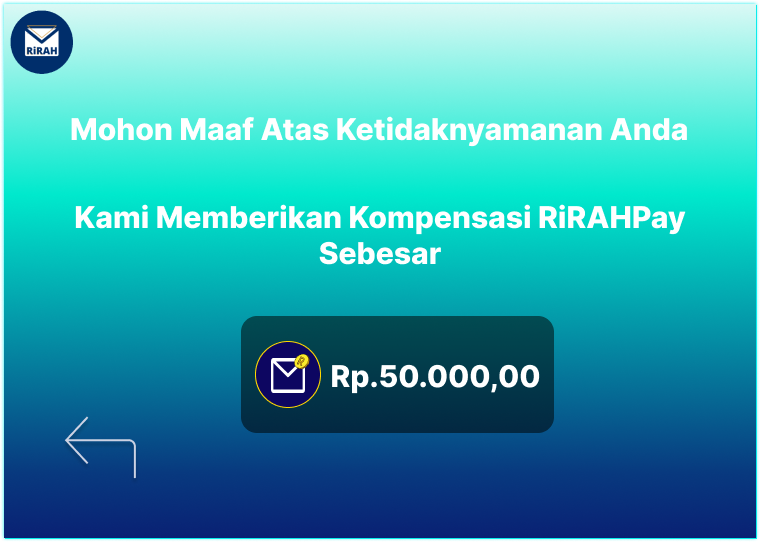 RiRAH
Mohon Maaf Atas Ketidaknyamanan Anda
Kami Memberikan Kompensasi RiRAHPay
Sebesar
R
Rp.50.000,00